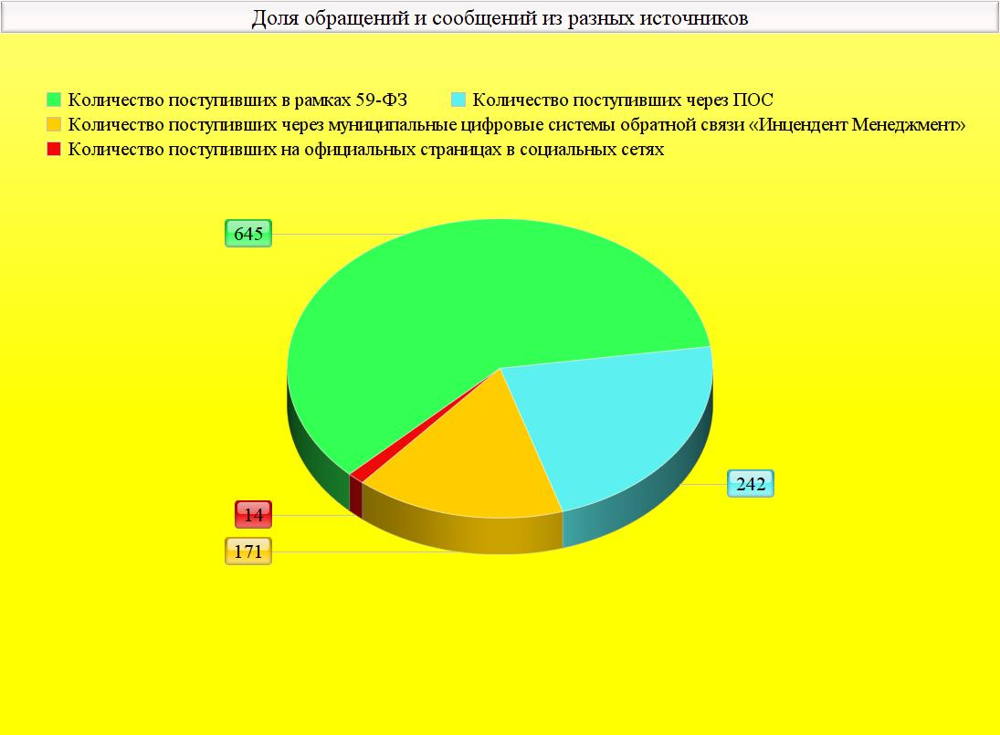 Доля обращений и сообщений из разных источников
Количество поступивших в рамках 59-ФЗ
Количество поступивших через ПОС
Количество поступивших через муниципальные цифровые системы обратной связи «Инцендент Менеджмент»
Количество поступивших на официальных страницах в социальных сетях
645
242
14
171